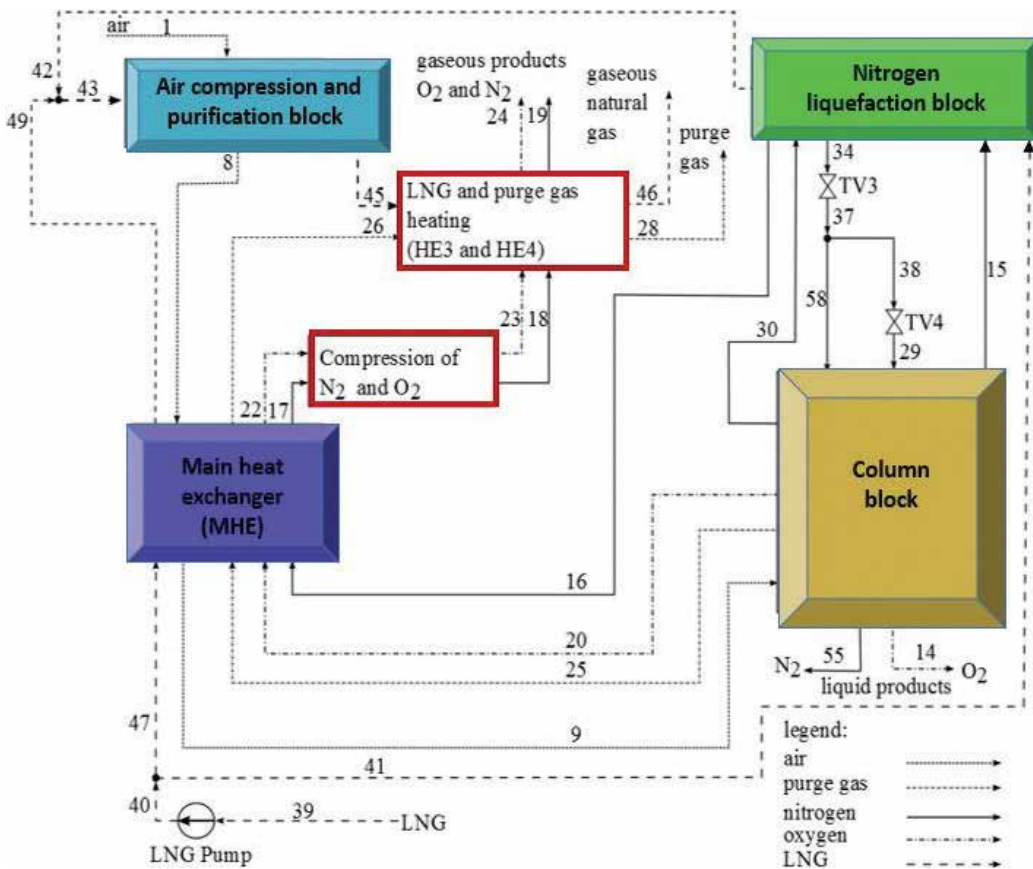 air 1
42
43
49
Air compression and
purification block
gaseous products
O2 and N2
24 19
gaseous
natural
gas
purge
gas
Nitrogen
liquefaction block
8
45
26
LNG and purge gas
heating
(HE3 and HE4)
46
28
34
TV3
37
38
15
58
TV4
29
30
23 18
Compression of
N2 and O2
22 17
Main heat
exchanger
(MHE)
Column
block
16
20
25
N2 55
14 O2
liquid products
47
9
41
40
39
LNG
LNG Pump
legend:
air
purge gas
nitrogen
oxygen
LNG